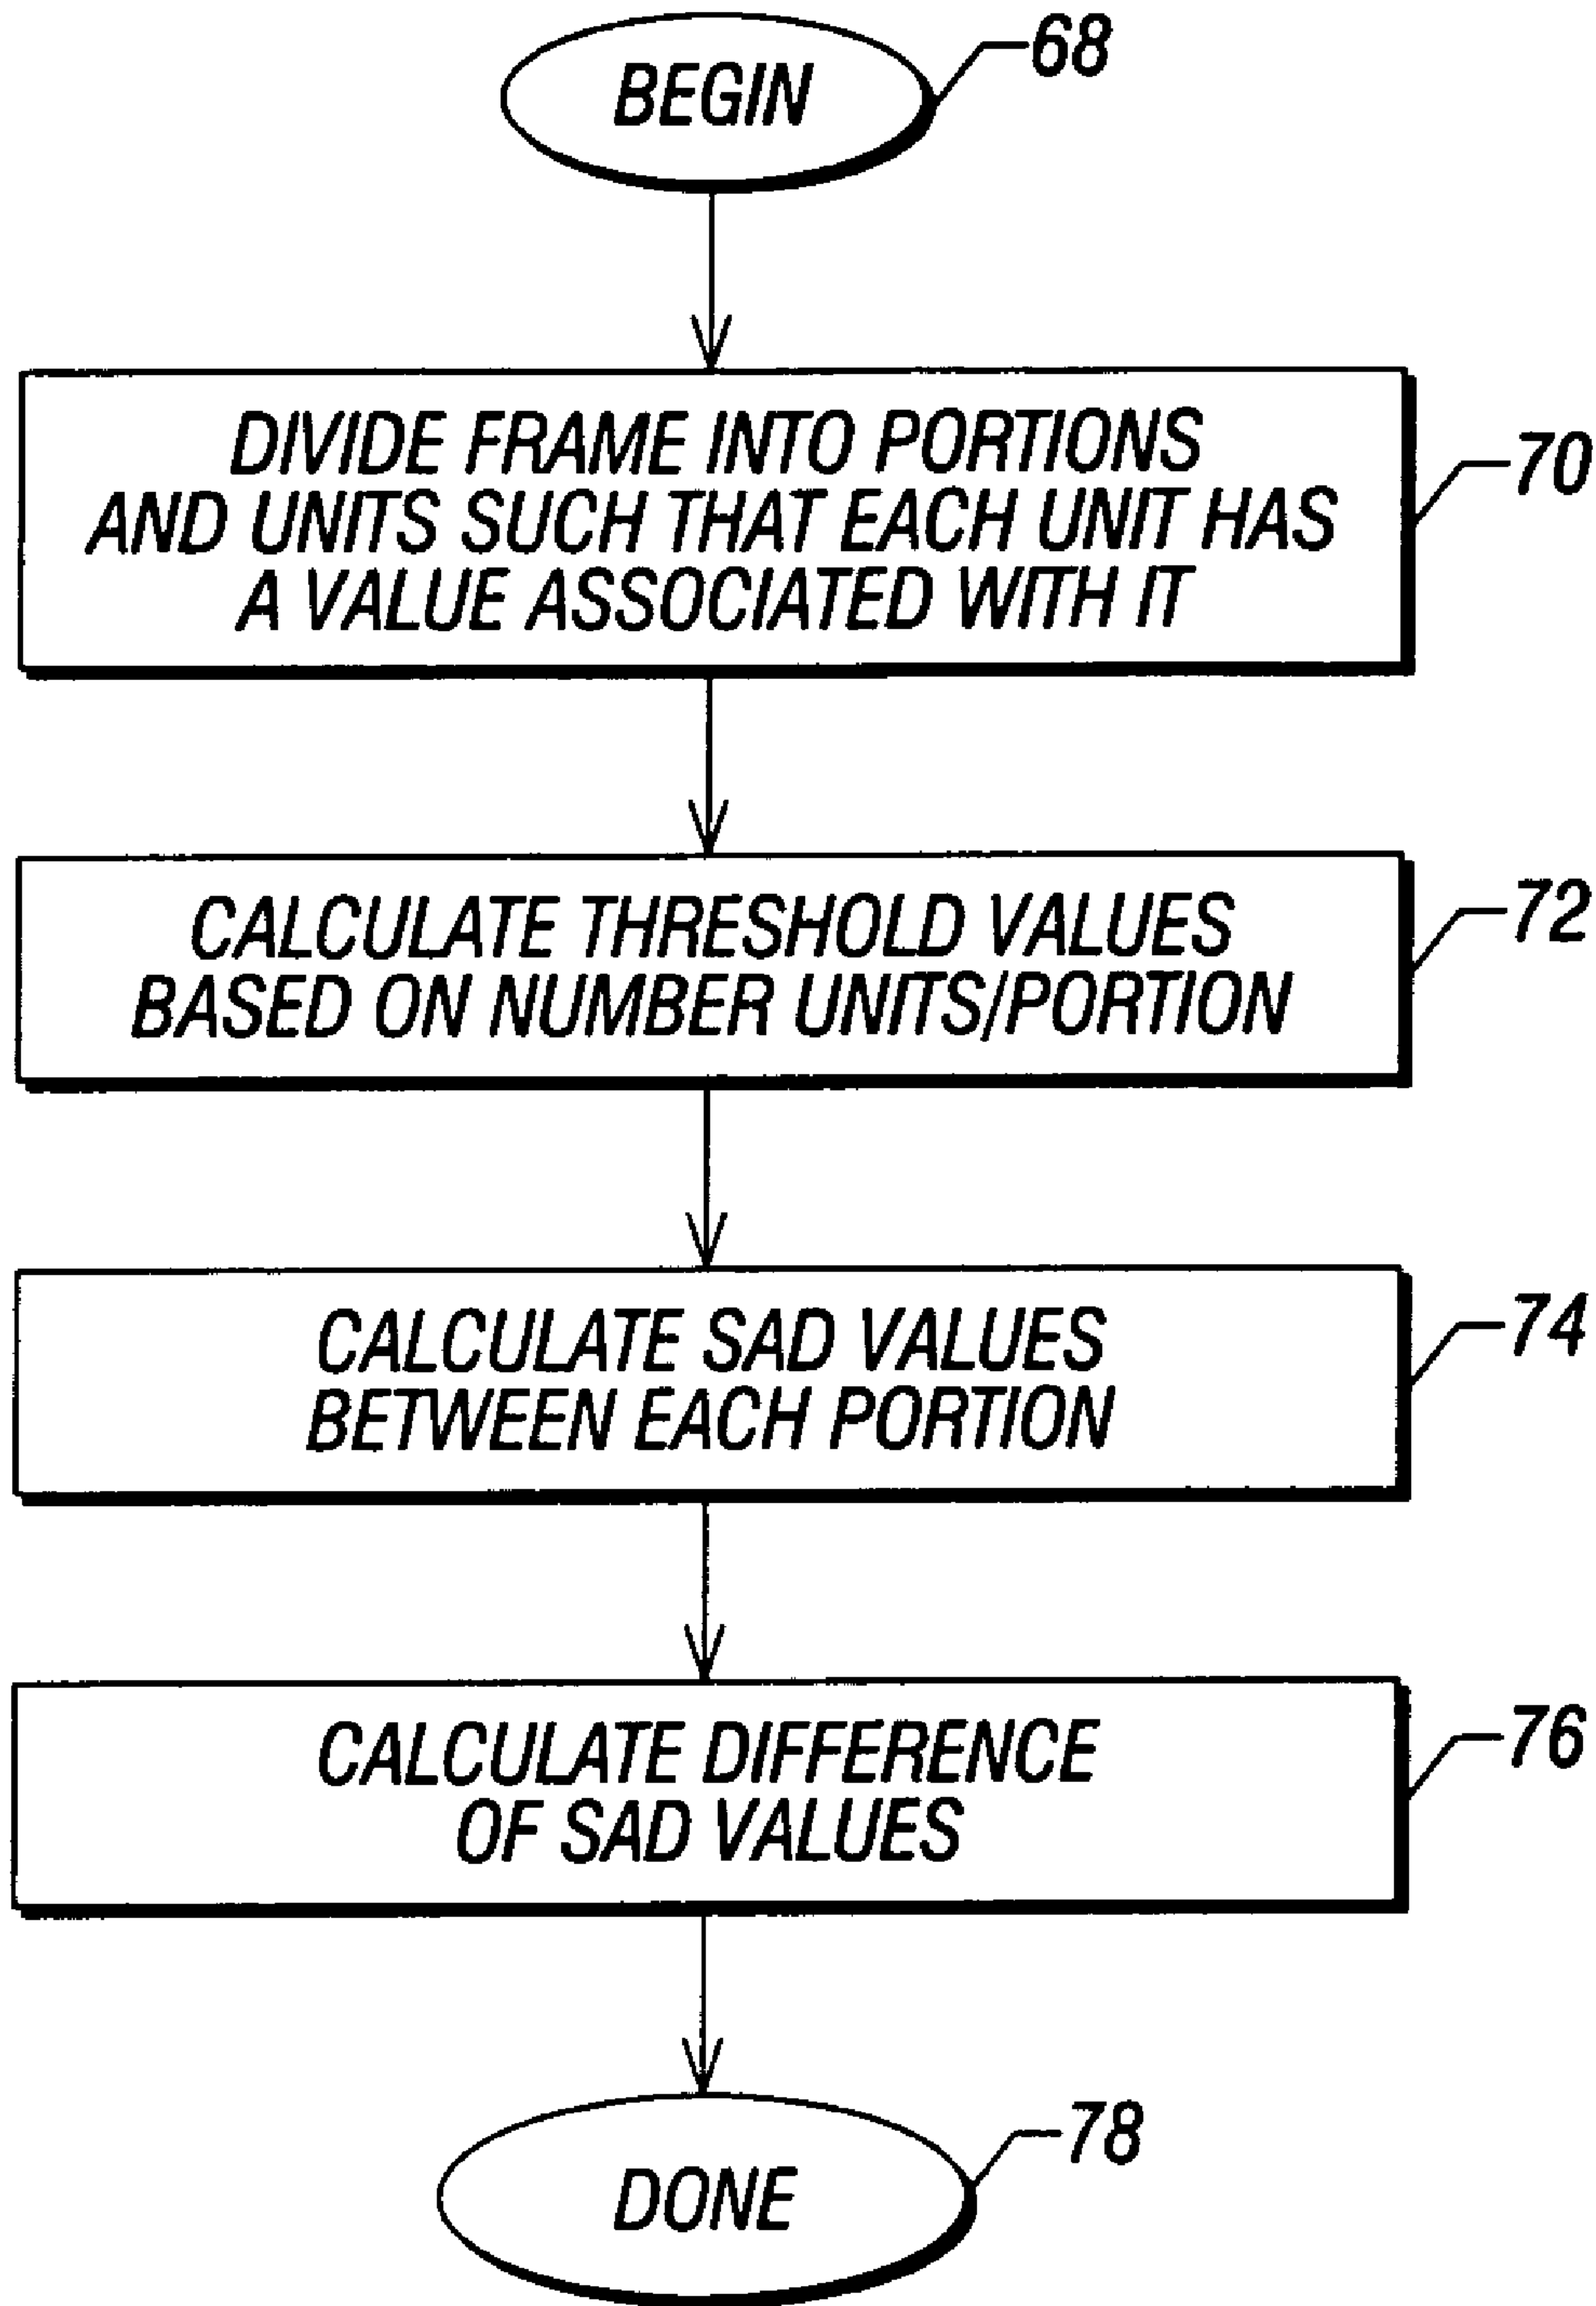 BEGIN
68
DIVIDE FRAME INTO PORTIONS
AND UNITS SUCH THAT EACH UNIT HAS
A VALUE ASSOCIATED WITH IT
70
CALCULATE THRESHOLD VALUES
BASED ON NUMBER UNITS/PORTION
72
CALCULATE SAD VALUES
BETWEEN EACH PORTION
74
CALCULATE DIFFERENCE
OF SAD VALUES
76
DONE
78